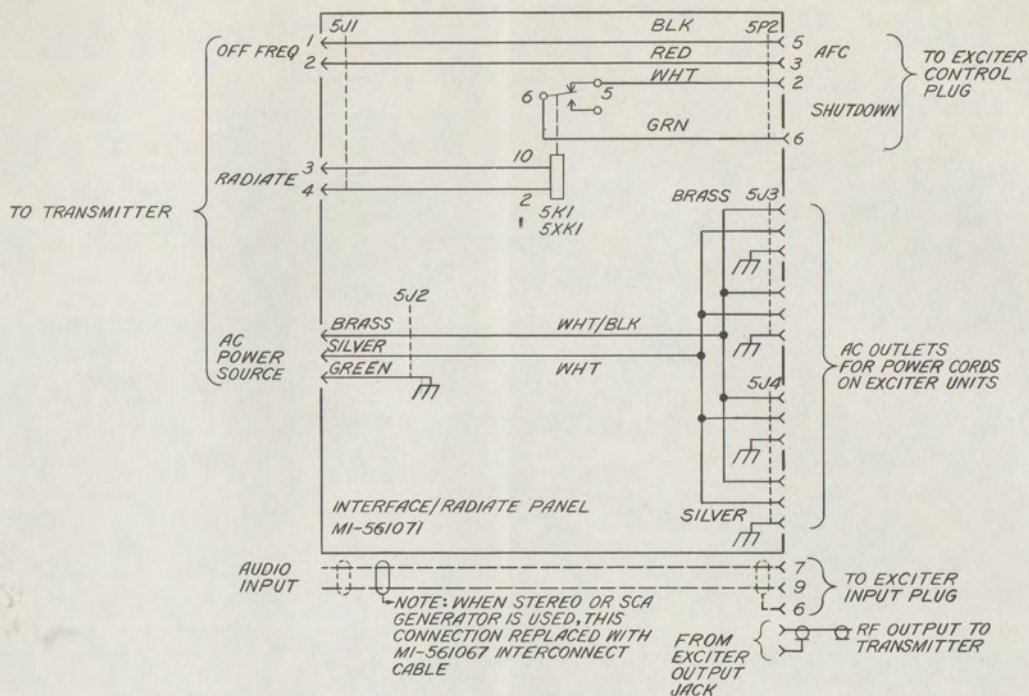 5J1
BLK
5P2
OFF FREQ
1
5
AFC
2
RED
3
WHT
2
6
5
SHUTDOWN
GRN
6
TO EXCITER
CONTROL
PLUG
RADIATE
3
10
4
2
5K1
5XK1
TO TRANSMITTER
BRASS
5J3
5J2
BRASS
WHT/BLK
SILVER
WHT
GREEN
AC
POWER
SOURCE
5J4
AC OUTLETS
FOR POWER CORDS
ON EXCITER UNITS
INTERFACE/RADIATE PANEL
MI-561071
SILVER
AUDIO
INPUT
7
9
6
TO EXCITER
INPUT PLUG
NOTE: WHEN STEREO OR SCA
GENERATOR IS USED, THIS
CONNECTION REPLACED WITH
MI-561067 INTERCONNECT
CABLE
FROM
EXCITER
OUTPUT
JACK
RF OUTPUT TO
TRANSMITTER